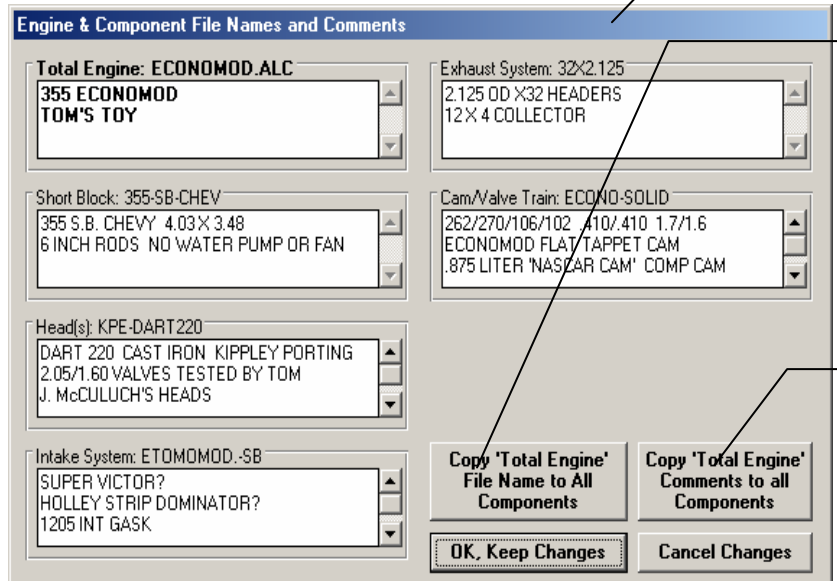 Engine & Component File Names and Comments
Total Engine: ECONOMOD.ALC
355 ECONOMOD
TOM'S TOY
Short Block: 355-SB-CHEV
355 S.B. CHEVY 4.03 X 3.48
6 INCH RODS NO WATER PUMP OR FAN
Head(s): KPE-DART220
DART 220 CAST IRON KIPPLEY PORTING
2.05/1.60 VALVES TESTED BY TOM
J. McCULUCH'S HEADS
Intake System: ETOMOMOD.-SB
SUPER VICTOR?
HOLLEY STRIP DOMINATOR?
1205 INT GASK
Exhaust System: 32X2.125
2.125 OD X32 HEADERS
12 X 4 COLLECTOR
Cam/Valve Train: ECONO-SOLID
262/270/106/102 .410/.410 1.7/1.6
ECONOMOD FLAT TAPPET CAM
.875 LITER 'NASCAR CAM' COMP CAM
Copy 'Total Engine'
File Name to All
Components
Copy 'Total Engine'
Comments to all
Components
OK, Keep Changes
Cancel Changes